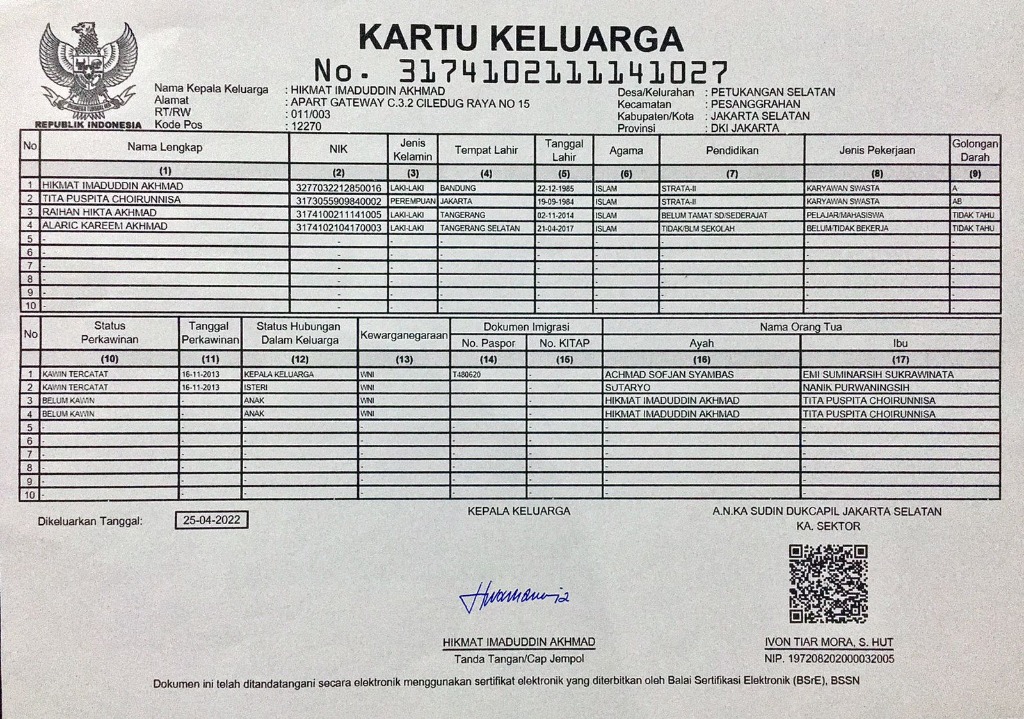 KARTU KELUARGA
No. 3174102111141027
REPUBLIK INDONESIA
Nama Kepala Keluarga : HIKMAT IMADUDDIN AKHMAD
Alamat : APART GATEWAY C.3.2 CILEDUG RAYA NO 15
RT/RW : 011/003
Kode Pos : 12270
Desa/Kelurahan : PETUKANGAN SELATAN
Kecamatan : PESANGGRAHAN
Kabupaten/Kota : JAKARTA SELATAN
Provinsi : DKI JAKARTA
No Nama Lengkap NIK Jenis Kelamin Tempat Lahir Tanggal Lahir Agama Pendidikan Jenis Pekerjaan Golongan Darah
(1) (2) (3) (4) (5) (6) (7) (8) (9)
1 HIKMAT IMADUDDIN AKHMAD 3277032212850016 LAKI-LAKI BANDUNG 22-12-1985 ISLAM STRATA-II KARYAWAN SWASTA A
2 TITA PUSPITA CHOIRUNNISA 3173055909840002 PEREMPUAN JAKARTA 19-09-1984 ISLAM STRATA-II KARYAWAN SWASTA AB
3 RAIHAN HIKTA AKHMAD 3174100211141005 LAKI-LAKI TANGERANG 02-11-2014 ISLAM BELUM TAMAT SD/SEDERAJAT PELAJAR/MAHASISWA TIDAK TAHU
4 ALARIC KAREEM AKHMAD 3174102104170003 LAKI-LAKI TANGERANG SELATAN 21-04-2017 ISLAM TIDAK/BLM SEKOLAH BELUM/TIDAK BEKERJA TIDAK TAHU
5 - - - - - - - - -
6 - - - - - - - - -
7 - - - - - - - - -
8 - - - - - - - - -
9 - - - - - - - - -
10 - - - - - - - - -
No Status Perkawinan Tanggal Perkawinan Status Hubungan Dalam Keluarga Kewarganegaraan Dokumen Imigrasi Nama Orang Tua
No. Paspor No. KITAP Ayah Ibu
(10) (11) (12) (13) (14) (15) (16) (17)
1 KAWIN TERCATAT 16-11-2013 KEPALA KELUARGA WNI T480620 - ACHMAD SOFJAN SYAMBAS EMI SUMINARSIH SUKRAWINATA
2 KAWIN TERCATAT 16-11-2013 ISTERI WNI - - SUTARYO NANIK PURWANINGSIH
3 BELUM KAWIN - ANAK WNI - - HIKMAT IMADUDDIN AKHMAD TITA PUSPITA CHOIRUNNISA
4 BELUM KAWIN - ANAK WNI - - HIKMAT IMADUDDIN AKHMAD TITA PUSPITA CHOIRUNNISA
5 - - - - - - - -
6 - - - - - - - -
7 - - - - - - - -
8 - - - - - - - -
9 - - - - - - - -
10 - - - - - - - -
Dikeluarkan Tanggal: 25-04-2022
KEPALA KELUARGA
HIKMAT IMADUDDIN AKHMAD
Tanda Tangan/Cap Jempol
A.N.KA SUDIN DUKCAPIL JAKARTA SELATAN
KA. SEKTOR
IVON TIAR MORA, S. HUT
NIP. 197208202000032005
Dokumen ini telah ditandatangani secara elektronik menggunakan sertifikat elektronik yang diterbitkan oleh Balai Sertifikasi Elektronik (BSrE), BSSN